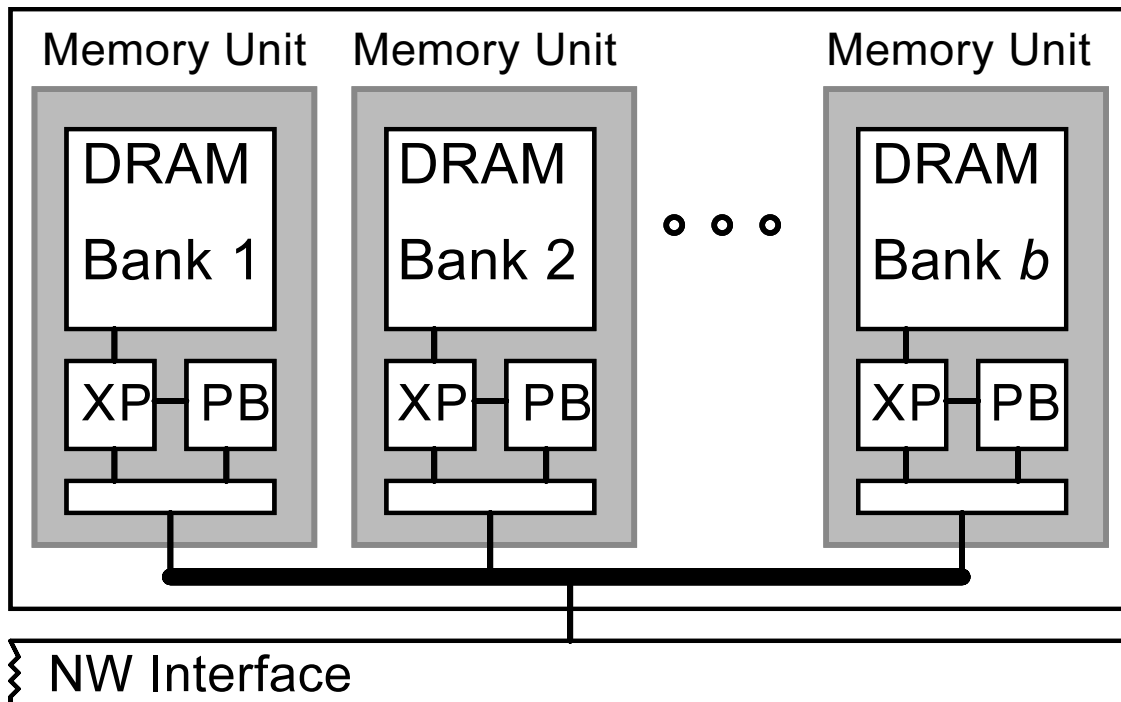 Memory Unit Memory Unit Memory Unit
DRAM
Bank 1
DRAM
Bank 2
DRAM
Bank b
XP PB
XP PB
XP PB
NW Interface